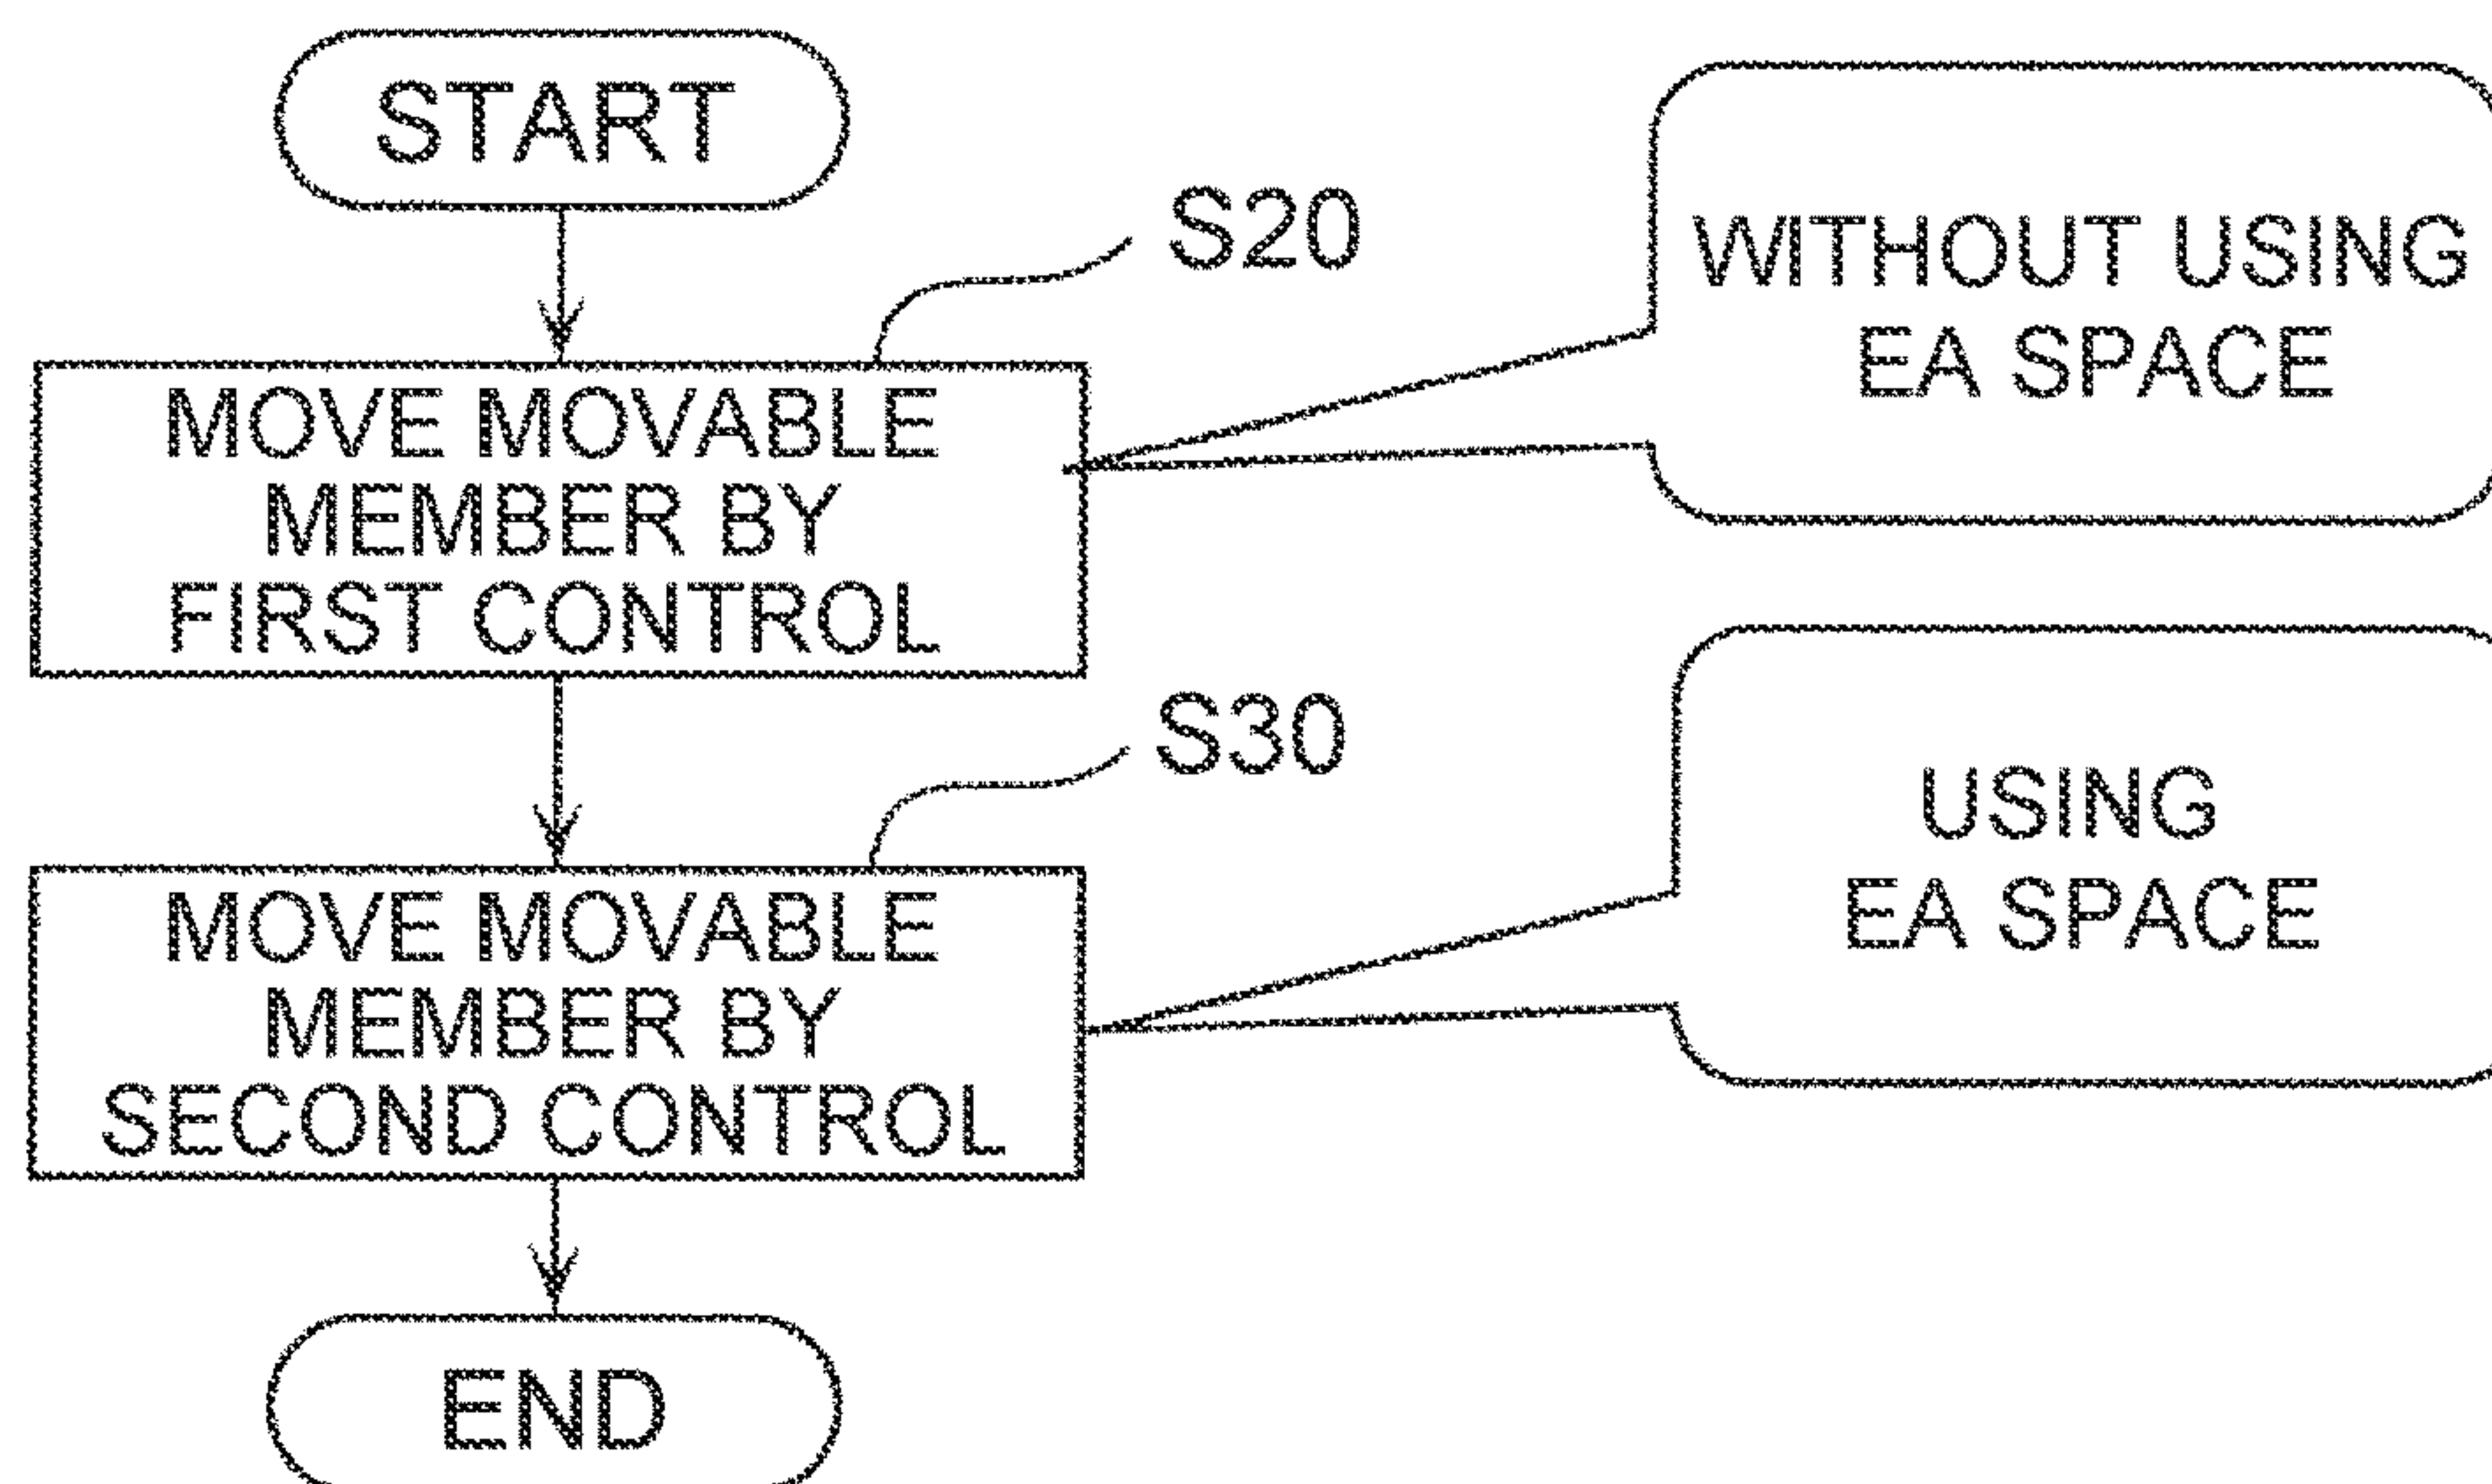 START
S20
WITHOUT USING
EA SPACE
MOVE MOVABLE
MEMBER BY
FIRST CONTROL
S30
USING
EA SPACE
MOVE MOVABLE
MEMBER BY
SECOND CONTROL
END